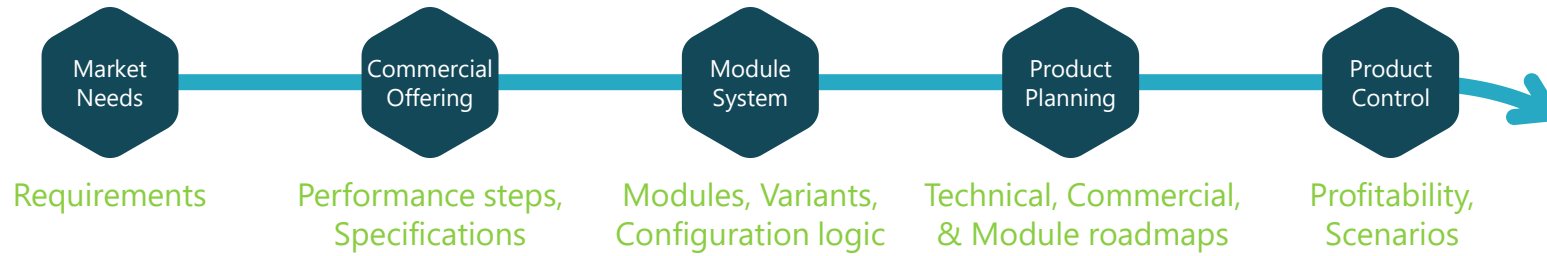 Market
Needs
Commercial
Offering
Module
System
Product
Planning
Product
Control
Requirements
Performance steps,
Specifications
Modules, Variants,
Configuration logic
Technical, Commercial,
& Module roadmaps
Profitability,
Scenarios